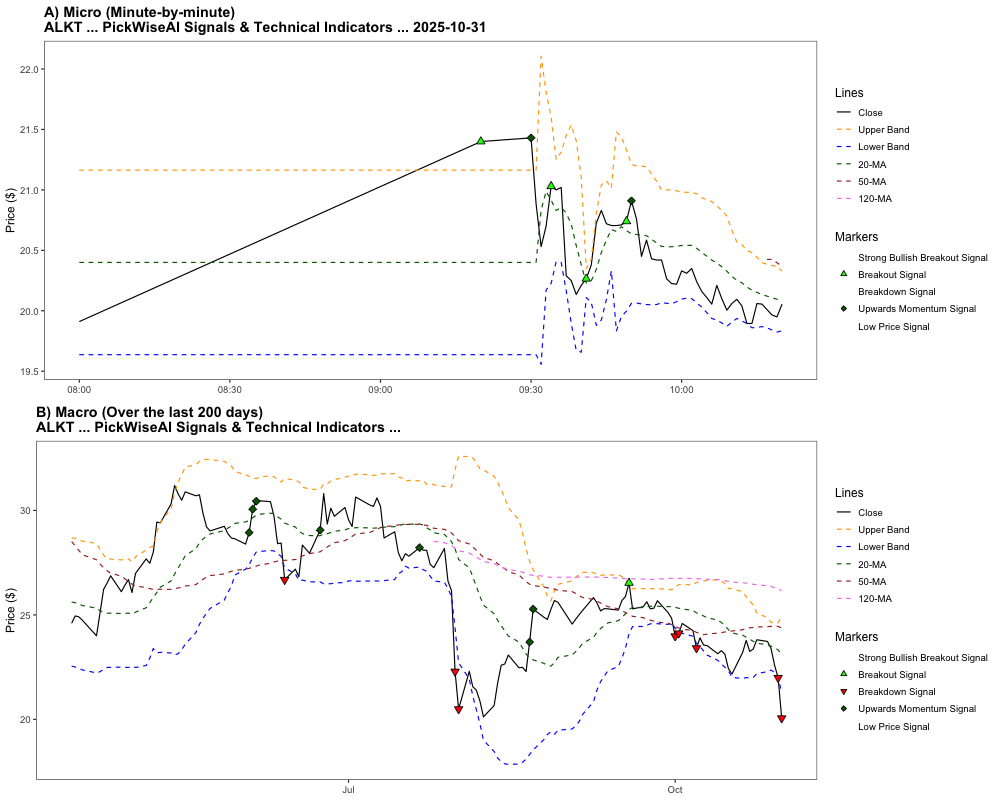 A) Micro (Minute-by-minute)
ALKT ... PickWiseAI Signals & Technical Indicators ... 2025-10-31
Price ($)
22.0
21.5
21.0
20.5
20.0
19.5
08:00
08:30
09:00
09:30
10:00
Lines
Close
Upper Band
Lower Band
20-MA
50-MA
120-MA
Markers
Strong Bullish Breakout Signal
Breakout Signal
Breakdown Signal
Upwards Momentum Signal
Low Price Signal
B) Macro (Over the last 200 days)
ALKT ... PickWiseAI Signals & Technical Indicators ...
Price ($)
30
25
20
Jul
Oct
Lines
Close
Upper Band
Lower Band
20-MA
50-MA
120-MA
Markers
Strong Bullish Breakout Signal
Breakout Signal
Breakdown Signal
Upwards Momentum Signal
Low Price Signal